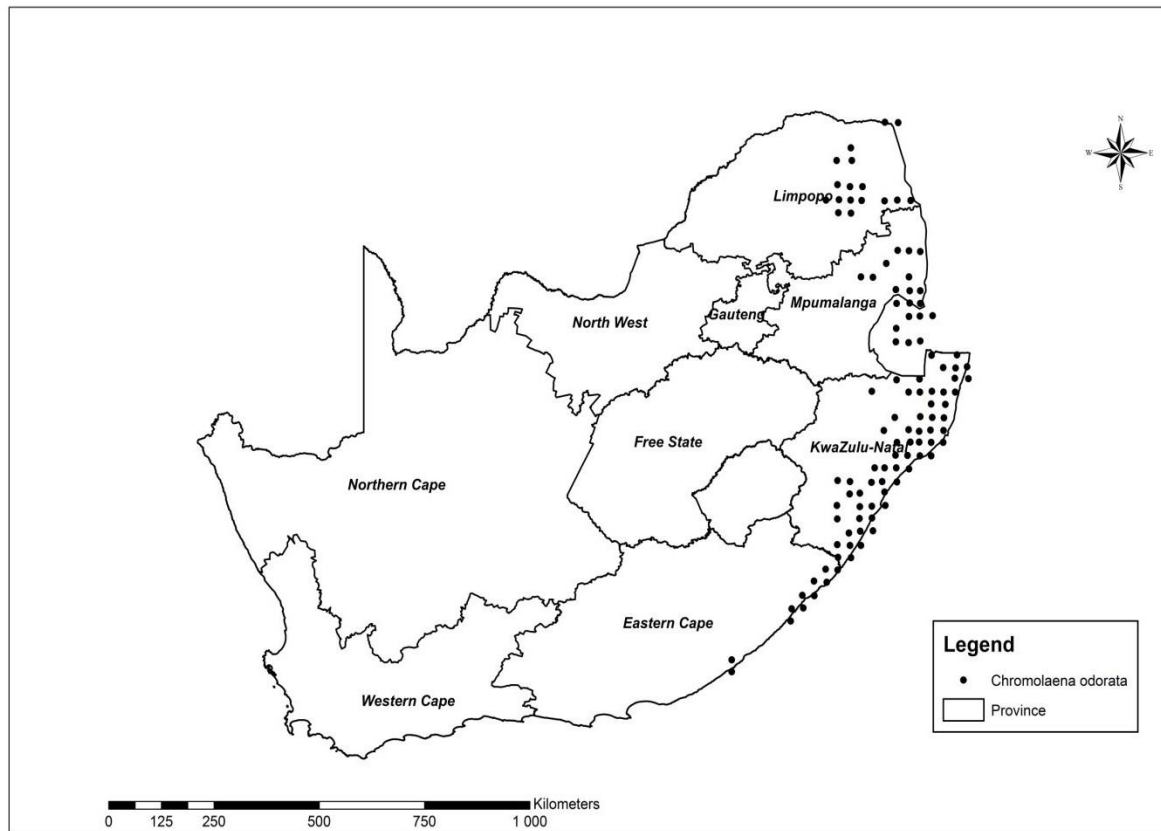 N
W
E
S
Limpopo
Mpumalanga
Gauteng
North West
Free State
KwaZulu-Natal
Northern Cape
Eastern Cape
Western Cape
Legend
Chromolaena odorata
Province
Kilometers
0 125 250 500 750 1 000